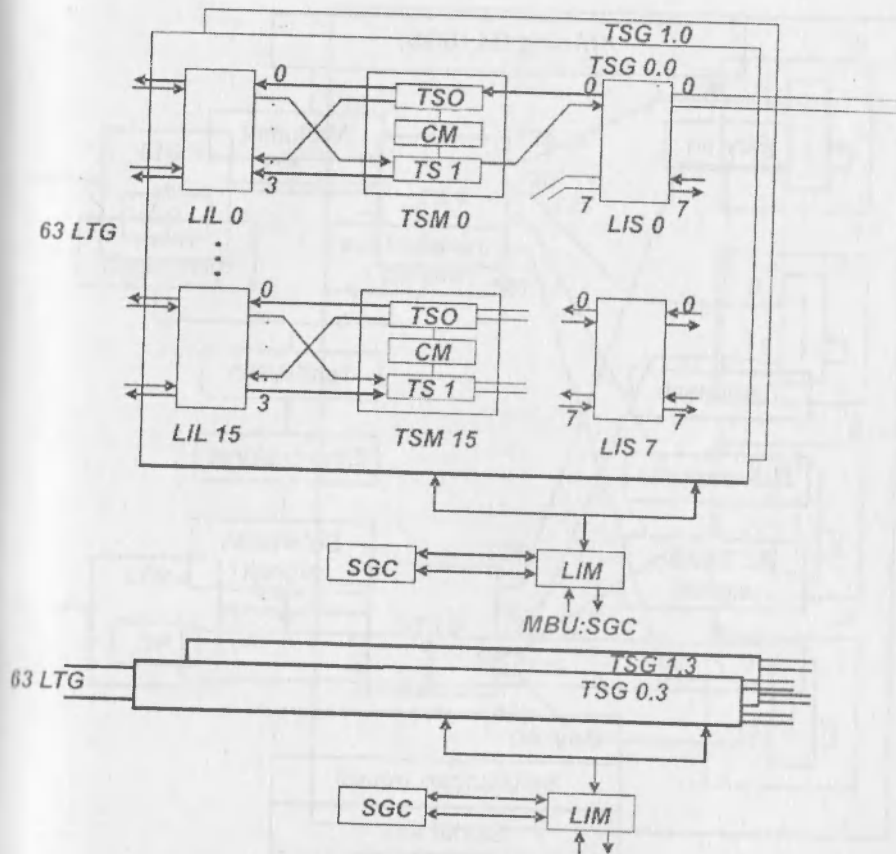 TSG 1.0
TSG 0.0
0
TSO
CM
TS 1
3
0
0
7
7
LIL 0
TSM 0
LIS 0
63 LTG
0
TSO
CM
TS 1
3
0
0
7
7
LIL 15
TSM 15
LIS 7
SGC
LIM
MBU:SGC
63 LTG
TSG 1.3
TSG 0.3
SGC
LIM